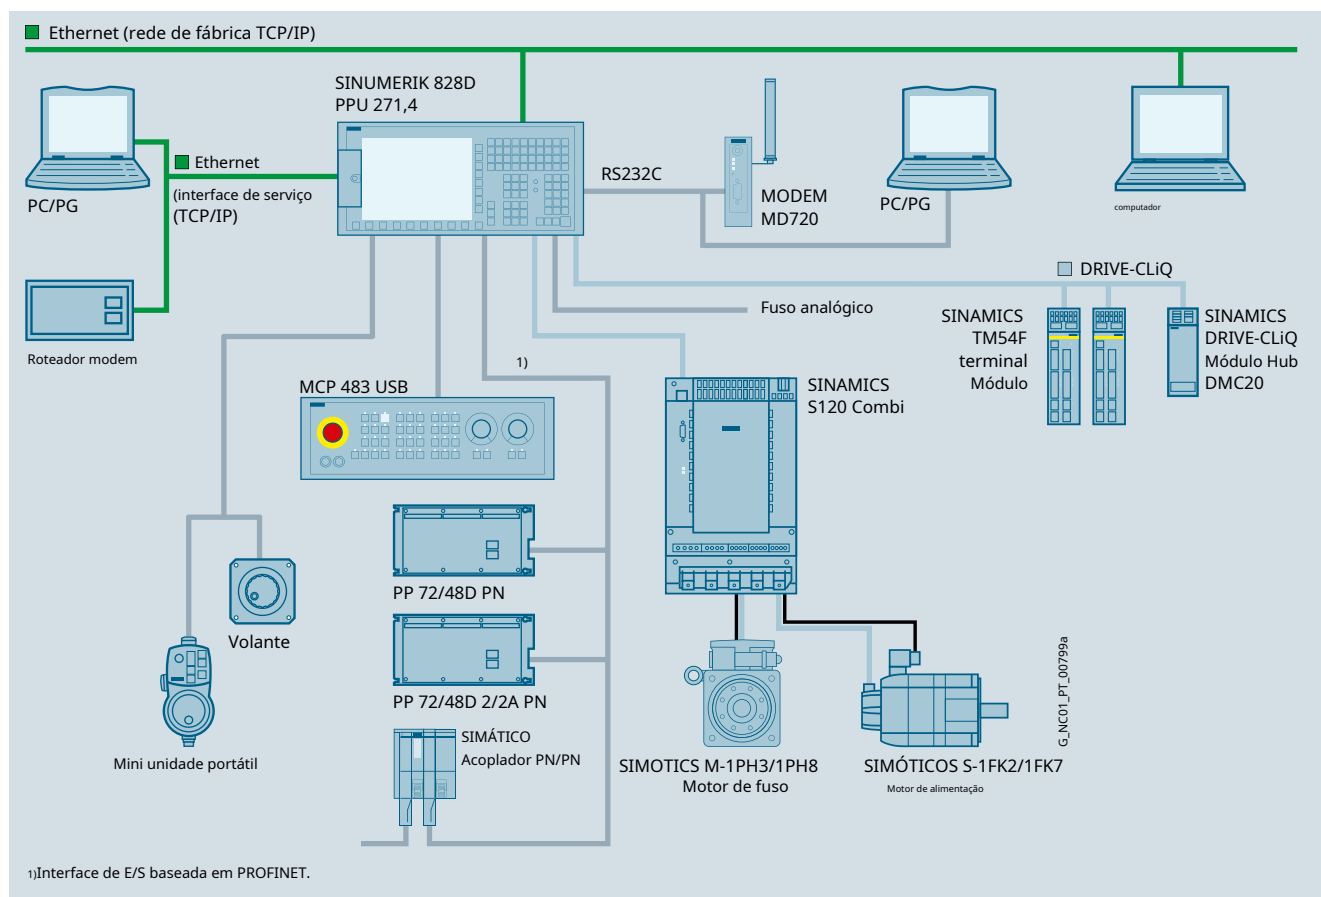 Ethernet (rede de fábrica TCP/IP)
SINUMERIK 828D
PPU 271,4
Ethernet
(interface de serviço
(TCP/IP)
PC/PG
Roteador modem
RS232C
MODEM
MD720
PC/PG
computador
DRIVE-CLiQ
Fuso analógico
SINAMICS
TM54F
terminal
Módulo
SINAMICS
DRIVE-CLiQ
Módulo Hub
DMC20
1)
MCP 483 USB
SINAMICS
S120 Combi
PP 72/48D PN
Volante
PP 72/48D 2/2A PN
Mini unidade portátil
SIMÁTICO
Acoplador PN/PN
SIMOTICS M-1PH3/1PH8
Motor de fuso
SIMÓTICOS S-1FK2/1FK7
Motor de alimentação
G_NC01_PT_00799a
1)Interface de E/S baseada em PROFINET.